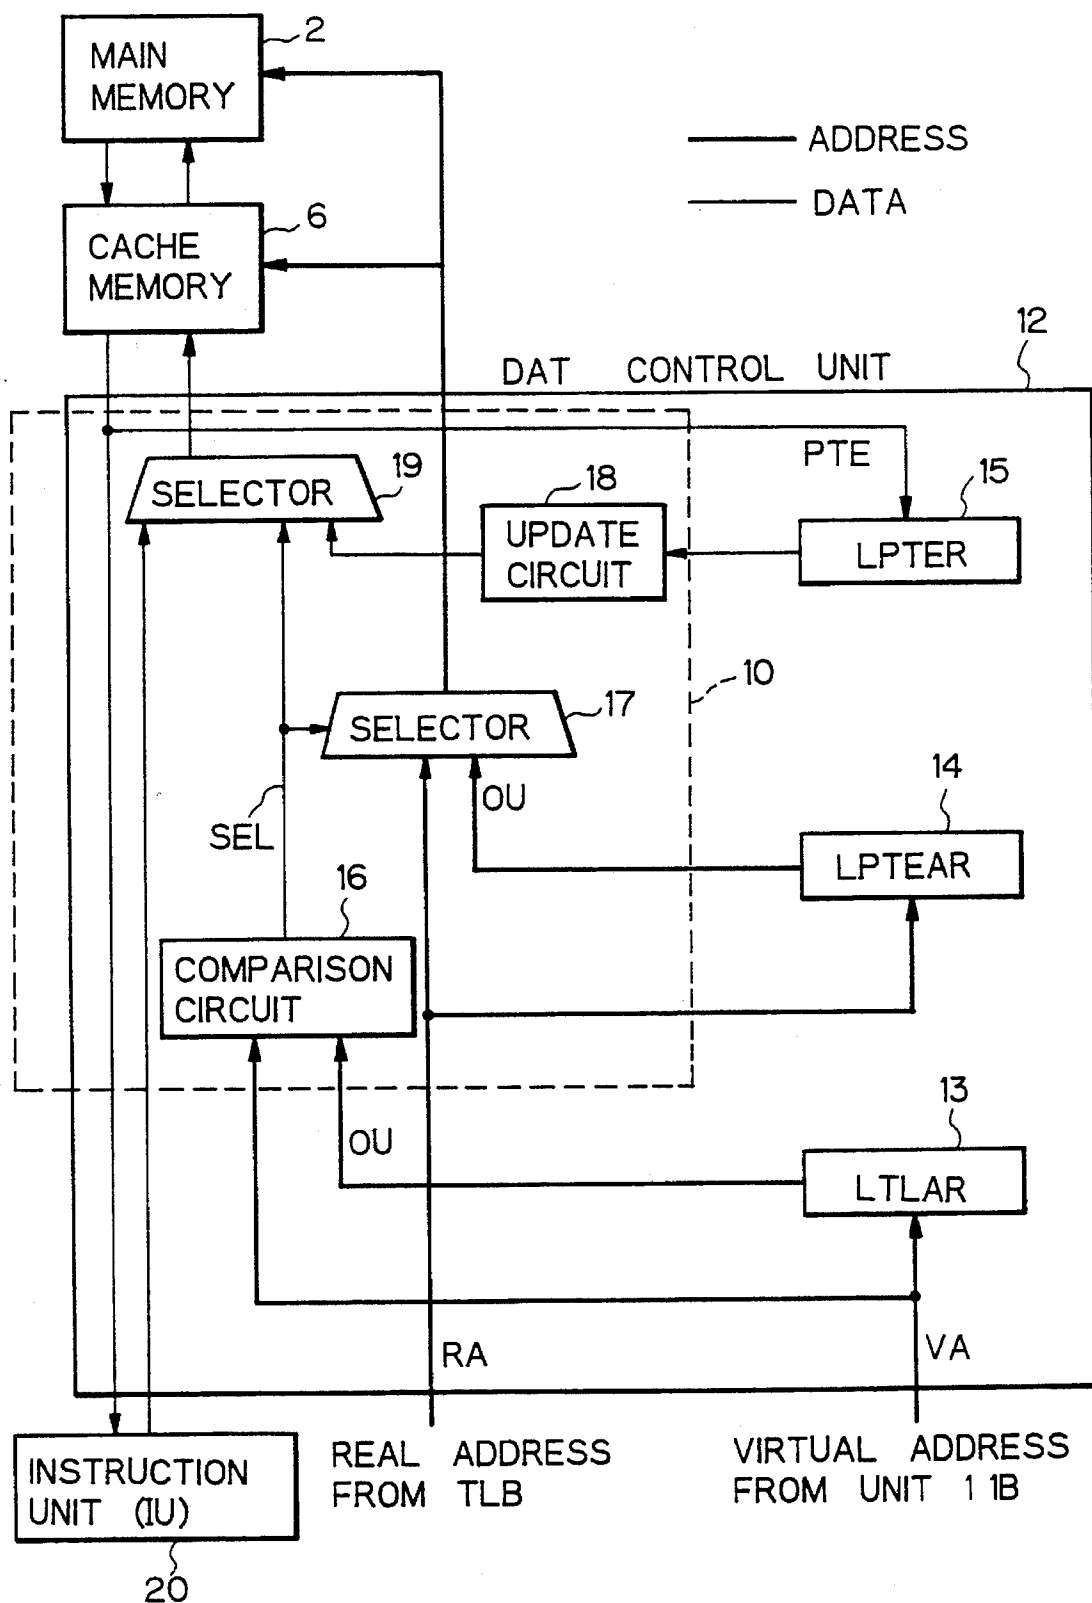 MAIN
MEMORY
2
ADDRESS
DATA
CACHE
MEMORY
6
DAT CONTROL UNIT
12
PTE
SELECTOR
19
UPDATE
CIRCUIT
18
LPTER
15
10
SELECTOR
17
OU
SEL
LPTEAR
14
COMPARISON
CIRCUIT
16
OU
LTLAR
13
RA
VA
INSTRUCTION
UNIT (IU)
20
REAL ADDRESS
FROM TLB
VIRTUAL ADDRESS
FROM UNIT 11B